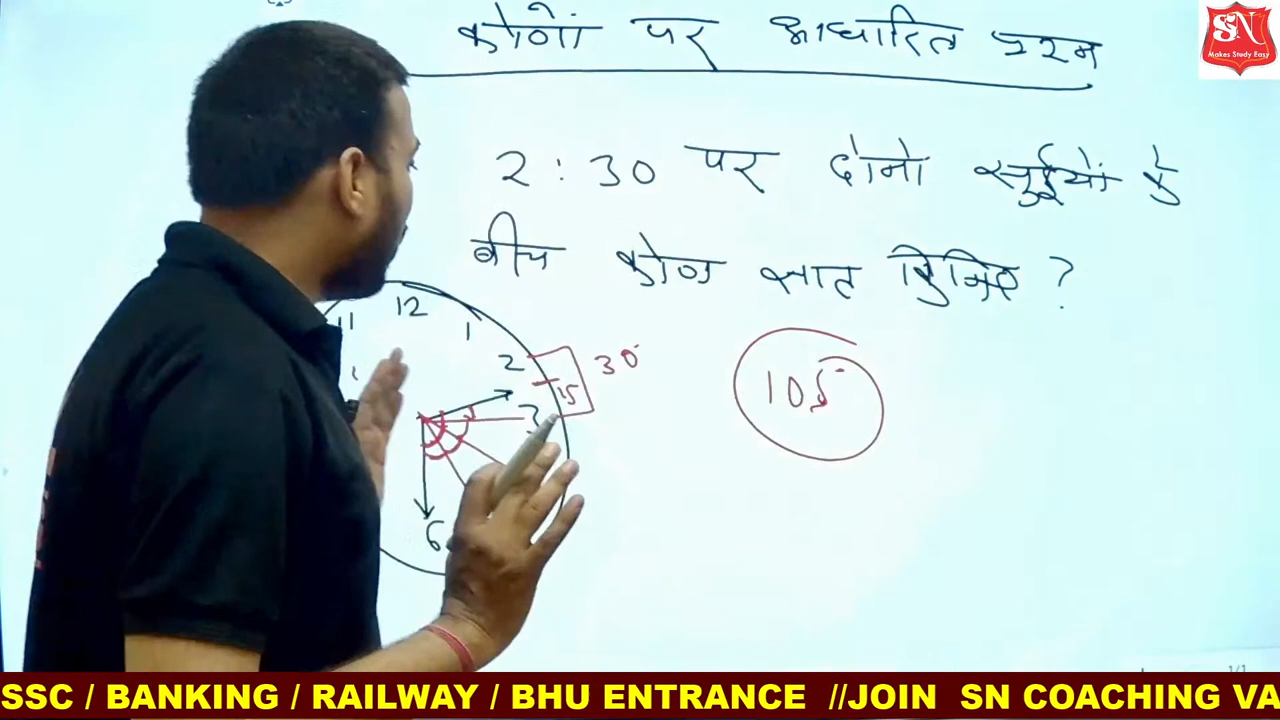 कोणों पर आधारित प्रश्न
SN
Makes Study Easy
2:30 पर दोनो सुईयों के
बीच कोण ज्ञात किजिए ?
11 12 1
2 30°
15
3
6
105°
SSC / BANKING / RAILWAY / BHU ENTRANCE //JOIN SN COACHING VA